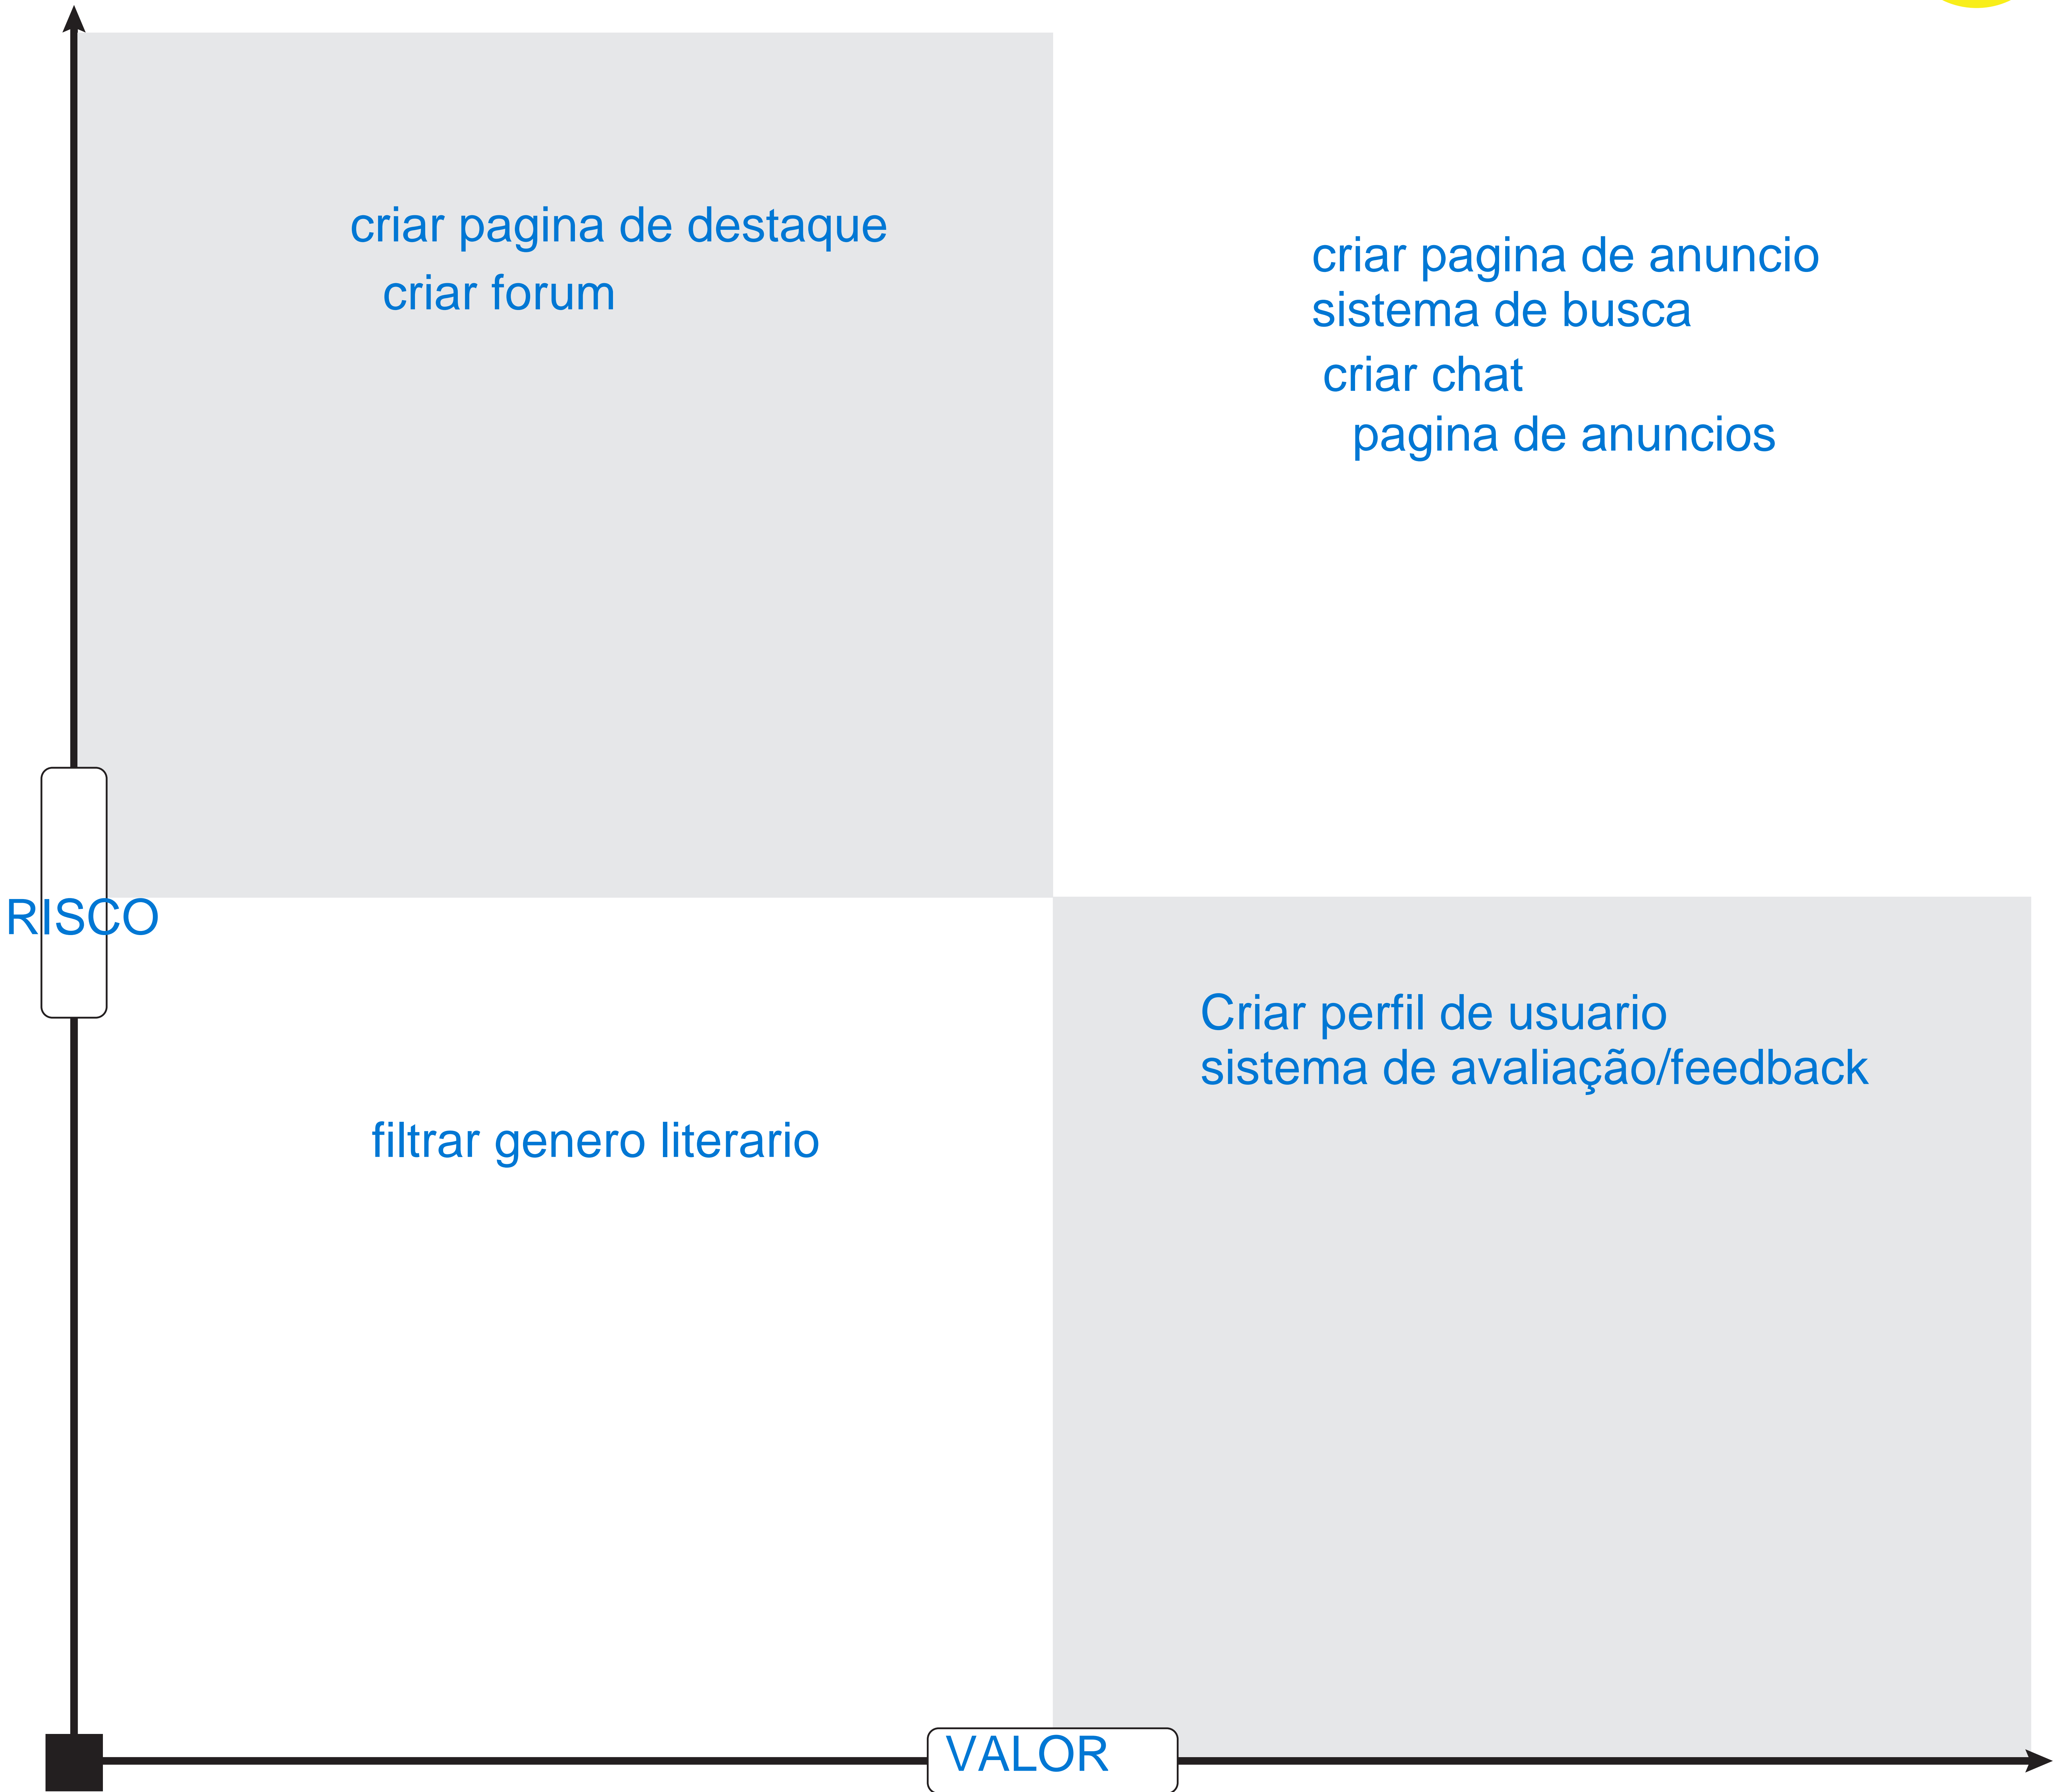 criar pagina de destaque
criar forum
criar pagina de anuncio
sistema de busca
criar chat
pagina de anuncios
RISCO
filtrar genero literario
Criar perfil de usuario
sistema de avaliação/feedback
VALOR